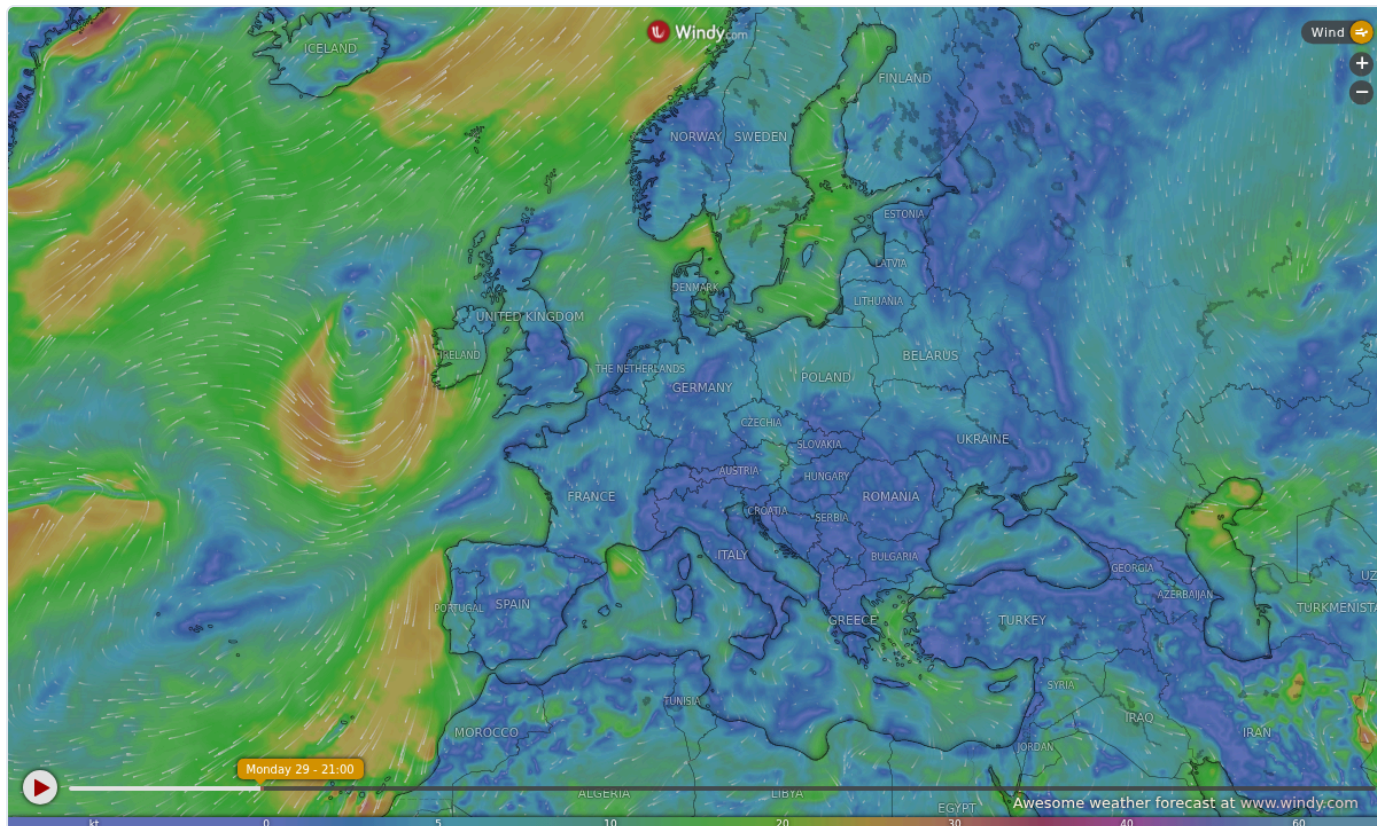 ICELAND
Windy.com
Wind
+
−
FINLAND
NORWAY
SWEDEN
ESTONIA
LATVIA
DENMARK
LITHUANIA
UNITED KINGDOM
IRELAND
THE NETHERLANDS
BELARUS
POLAND
GERMANY
CZECHIA
UKRAINE
SLOVAKIA
AUSTRIA
HUNGARY
FRANCE
ROMANIA
CROATIA
SERBIA
ITALY
BULGARIA
GEORGIA
AZERBAIJAN
UZ
PORTUGAL
SPAIN
GREECE
TURKEY
TURKMENISTA
SYRIA
TUNISIA
IRAQ
MOROCCO
IRAN
JORDAN
Monday 29 - 21:00
ALGERIA
LIBYA
EGYPT
Awesome weather forecast at www.windy.com
kt 0 5 10 20 30 40 60